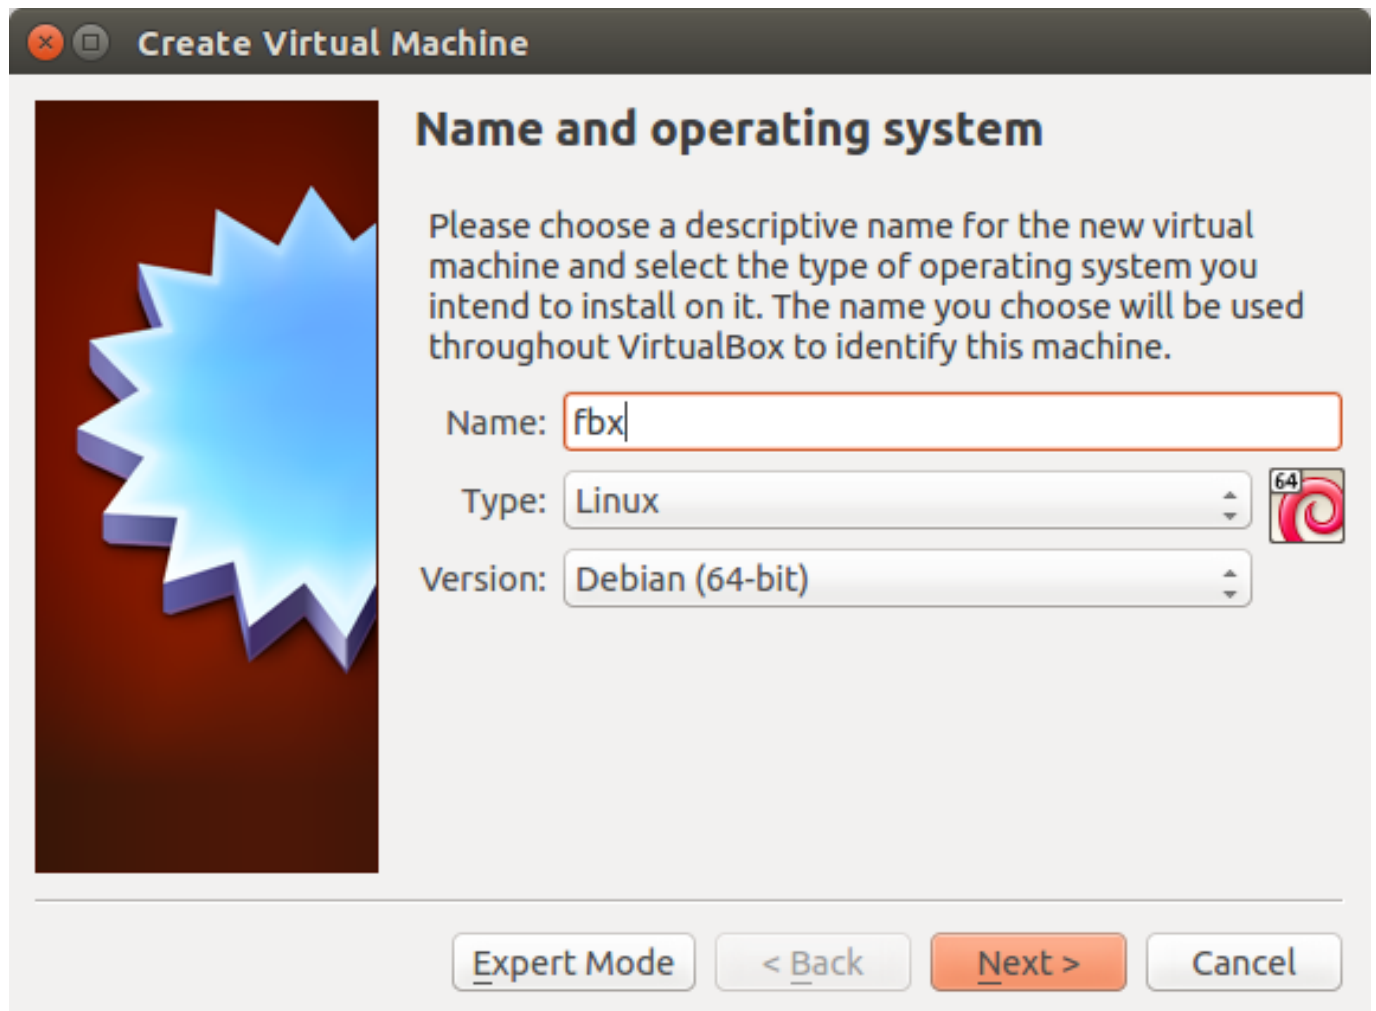 Create Virtual Machine
Name and operating system
Please choose a descriptive name for the new virtual
machine and select the type of operating system you
intend to install on it. The name you choose will be used
throughout VirtualBox to identify this machine.
Name: fbx
Type: Linux
64
Version: Debian (64-bit)
Expert Mode < Back Next > Cancel